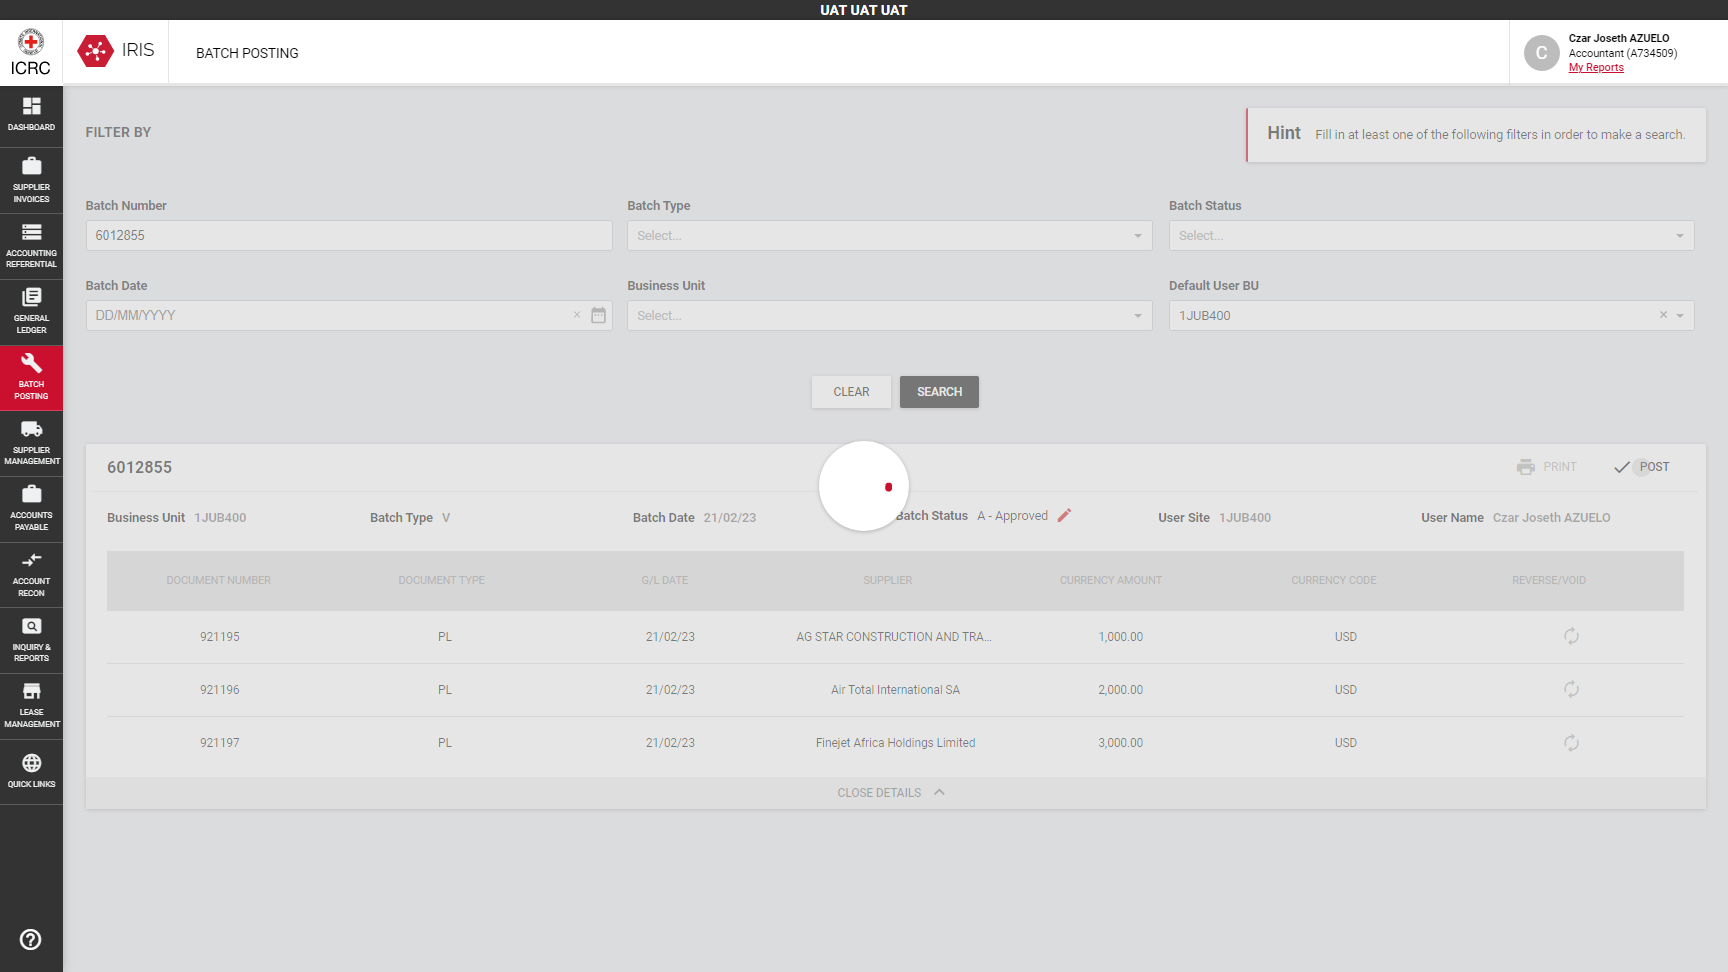 UAT UAT UAT
ICRC
IRIS
BATCH POSTING
C
Czar Joseth AZUELO
Accountant (A734509)
My Reports
DASHBOARD
SUPPLIER
INVOICES
ACCOUNTING
REFERENTIAL
GENERAL
LEDGER
BATCH
POSTING
SUPPLIER
MANAGEMENT
ACCOUNTS
PAYABLE
ACCOUNT
RECON
INQUIRY &
REPORTS
LEASE
MANAGEMENT
QUICK LINKS
FILTER BY
Hint Fill in at least one of the following filters in order to make a search.
Batch Number Batch Type Batch Status
6012855 Select... Select...
Batch Date Business Unit Default User BU
DD/MM/YYYY Select... 1JUB400
CLEAR SEARCH
6012855 PRINT POST
Business Unit 1JUB400 Batch Type V Batch Date 21/02/23 Batch Status A - Approved User Site 1JUB400 User Name Czar Joseth AZUELO
DOCUMENT NUMBER DOCUMENT TYPE G/L DATE SUPPLIER CURRENCY AMOUNT CURRENCY CODE REVERSE/VOID
921195 PL 21/02/23 AG STAR CONSTRUCTION AND TRA... 1,000.00 USD
921196 PL 21/02/23 Air Total International SA 2,000.00 USD
921197 PL 21/02/23 Finejet Africa Holdings Limited 3,000.00 USD
CLOSE DETAILS